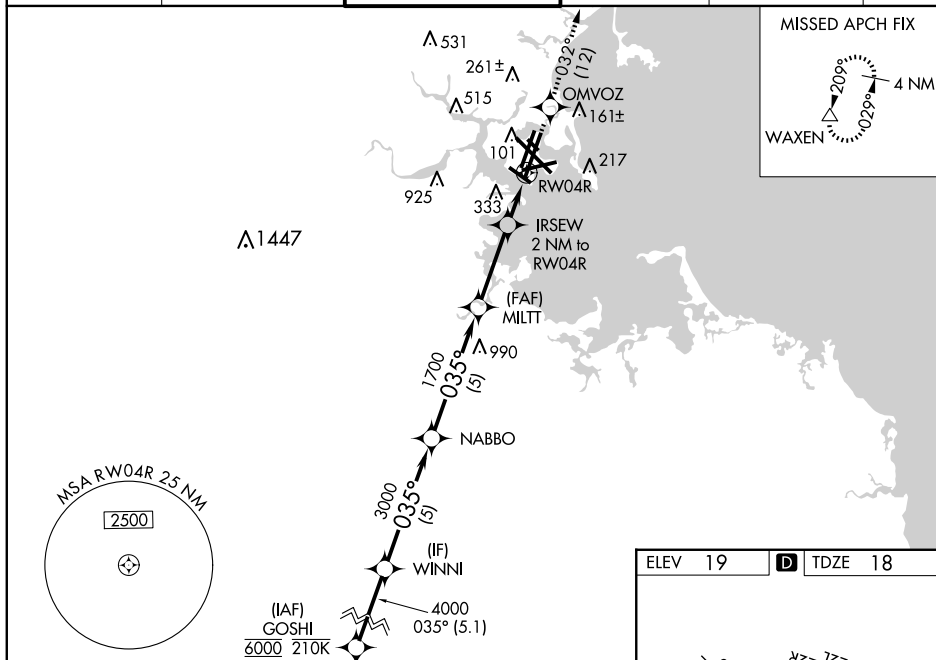 MISSED APCH FIX
209°
4 NM
029°
WAXEN
531
032°
(12)
261±
OMVOZ
515
161±
101
217
RW04R
925
333
IRSEW
2 NM to
RW04R
1447
(FAF)
MILTT
990
1700
035°
(5)
NABBO
MSA RW04R 25 NM
2500
3000
035°
(5)
(IF)
WINNI
4000
035° (5.1)
(IAF)
GOSHI
6000 210K
ELEV 19 D TDZE 18